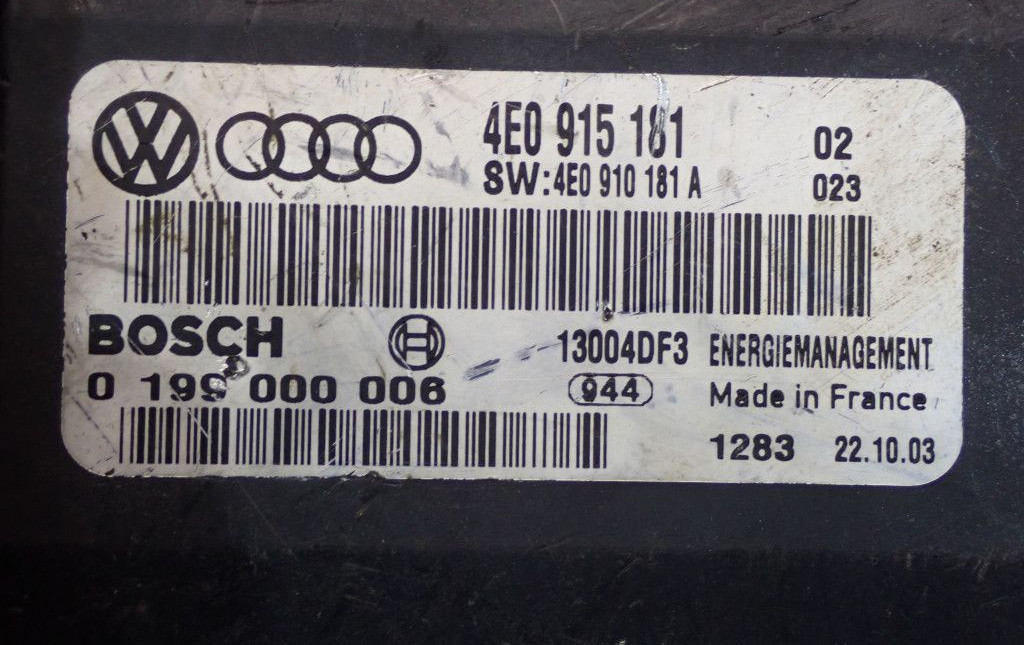 4E0 915 181 02
SW:4E0 910 181 A 023
BOSCH 13004DF3 ENERGIEMANAGEMENT
0 199 000 006 944 Made in France
1283 22.10.03